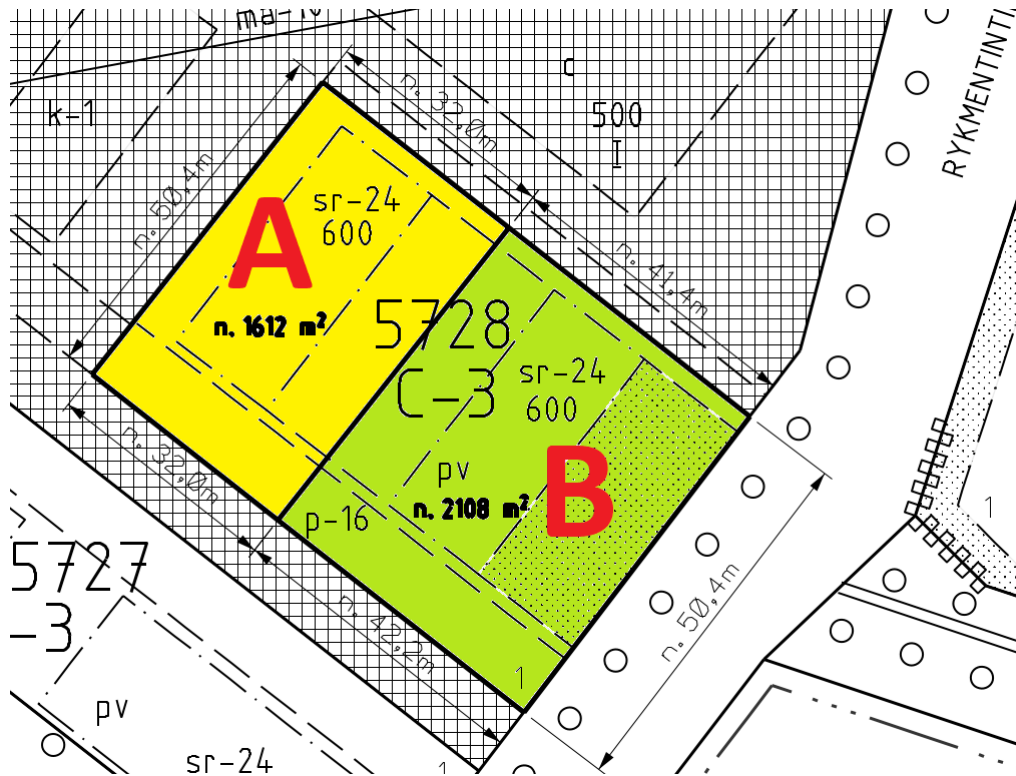 ma-10
c
n. 32,0m
k-1
500
I
RYKMENTINTI
n. 50,4m
sr-24
600
A
n. 41,4m
n. 1612 m²
5728
C-3
sr-24
600
pv
B
n. 2108 m²
p-16
n. 32,0m
1
5727
-3
n. 50,4m
n. 42,2m
1
pv
sr-24
1